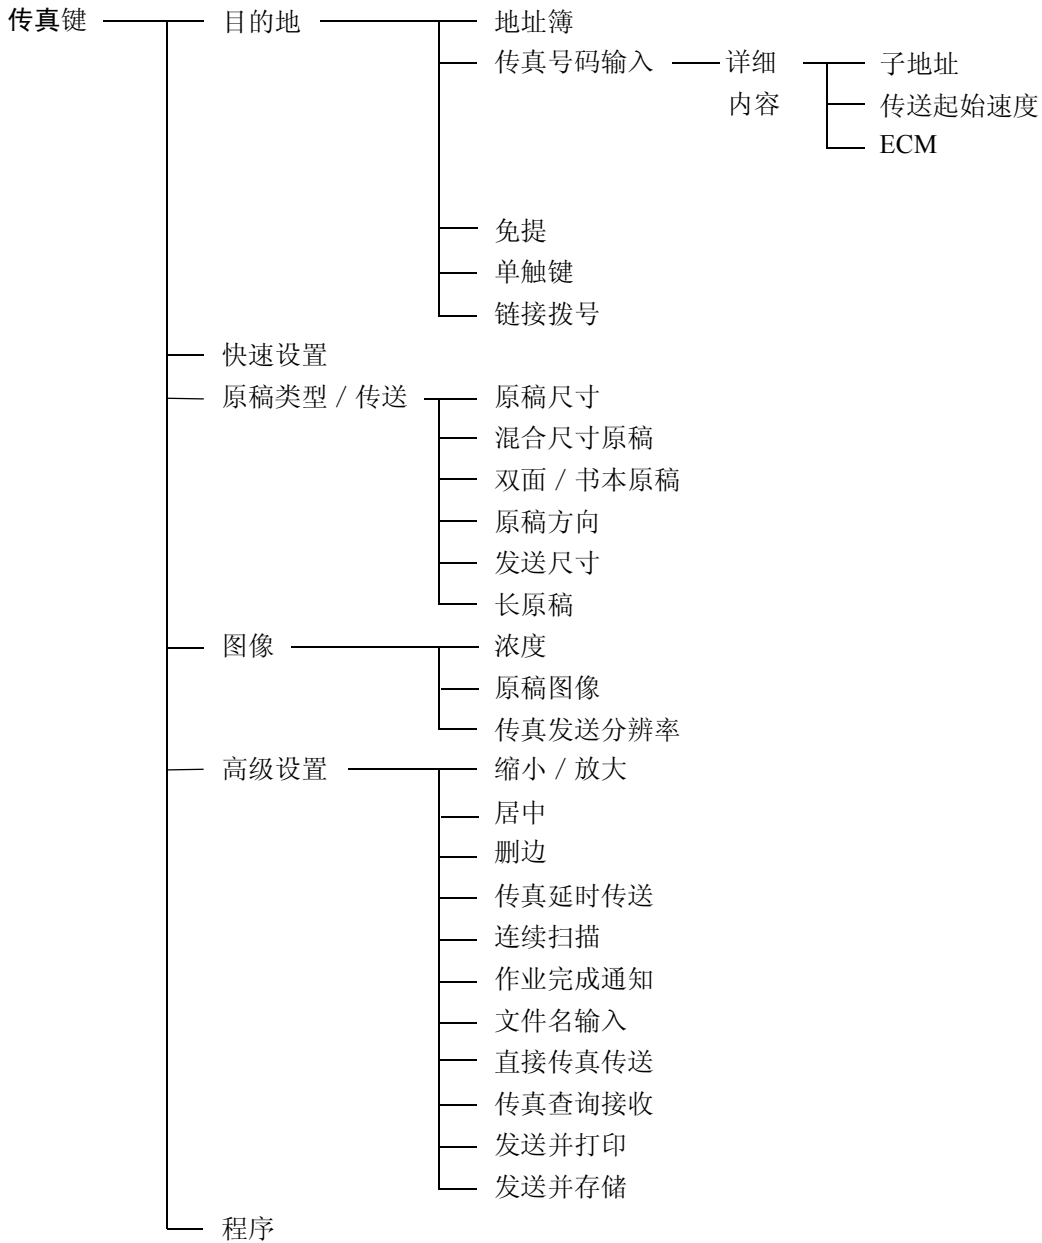 传真键 目的地 地址簿
传真号码输入 详细 子地址
内容 传送起始速度
ECM
免提
单触键
链接拨号
快速设置
原稿类型 / 传送 原稿尺寸
混合尺寸原稿
双面 / 书本原稿
原稿方向
发送尺寸
长原稿
图像 浓度
原稿图像
传真发送分辨率
高级设置 缩小 / 放大
居中
删边
传真延时传送
连续扫描
作业完成通知
文件名输入
直接传真传送
传真查询接收
发送并打印
发送并存储
程序